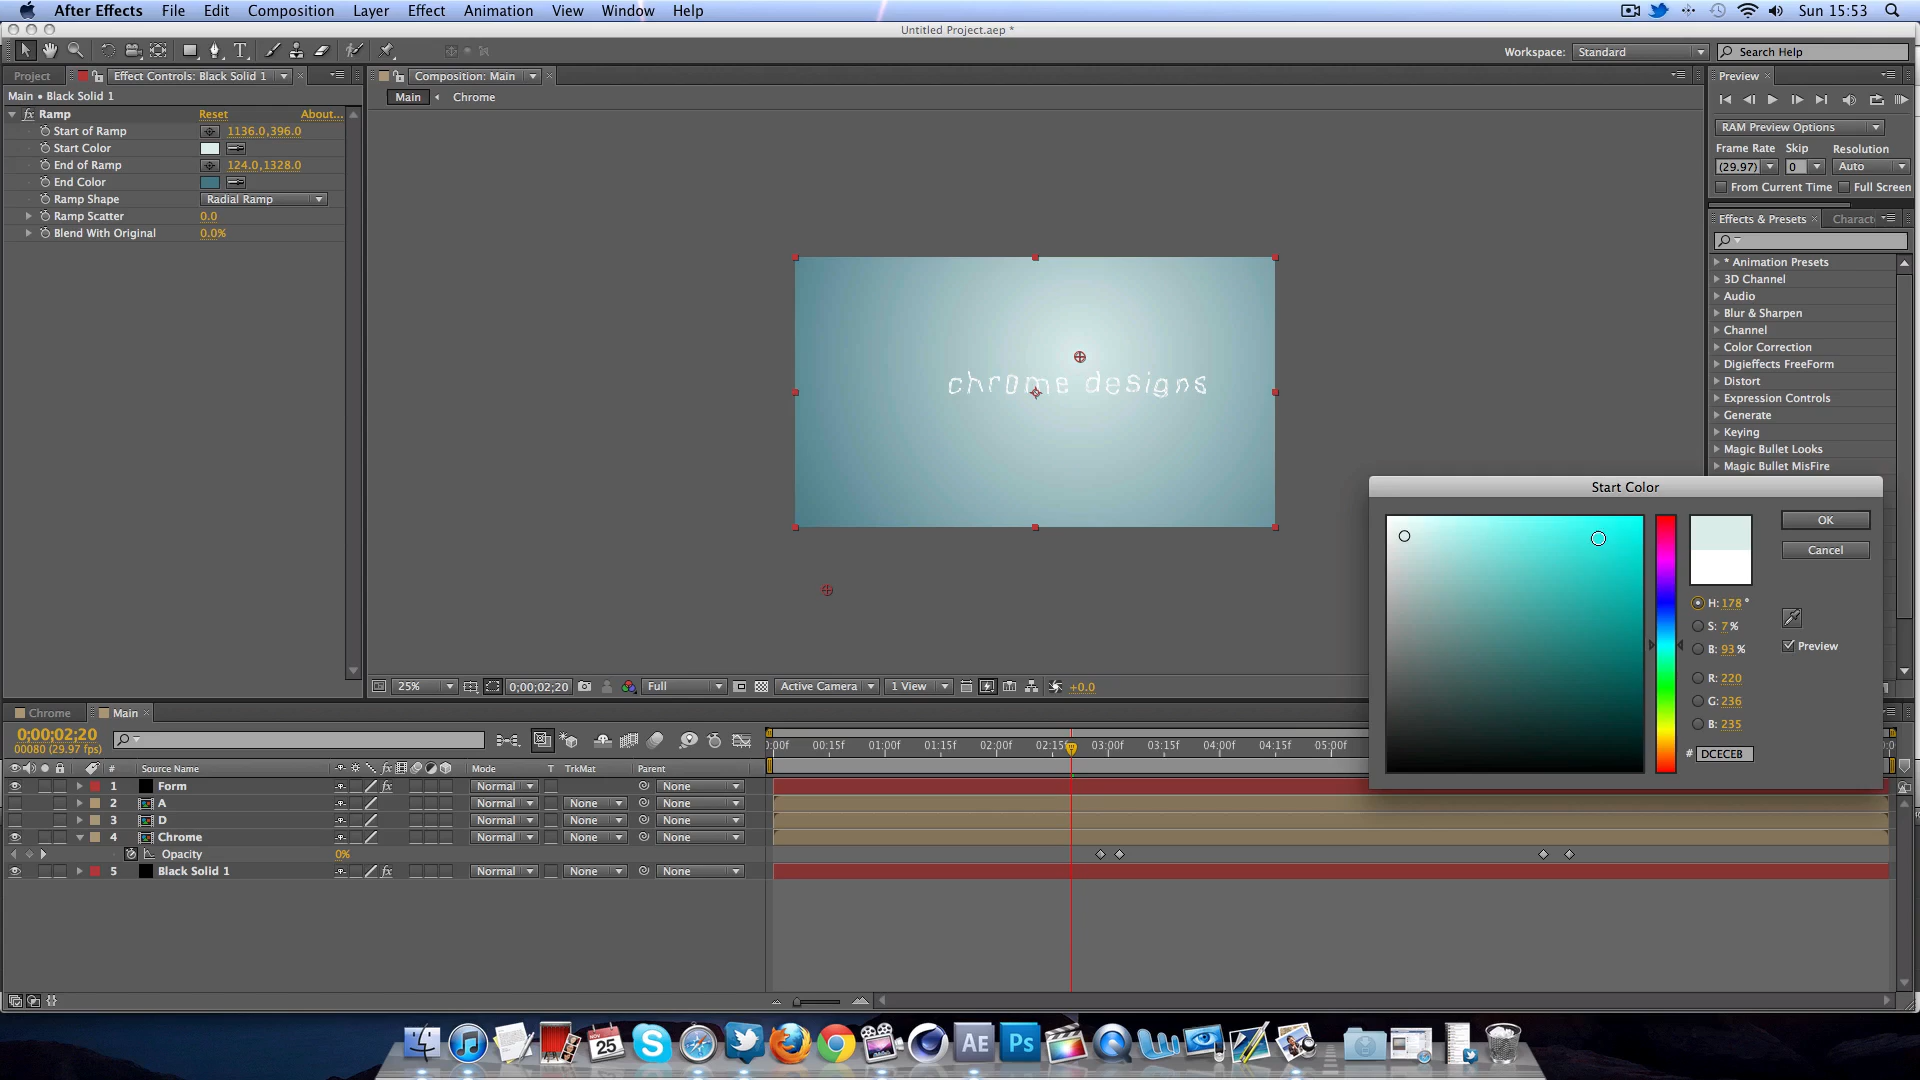 After Effects File Edit Composition Layer Effect Animation View Window Help Sun 15:53
Untitled Project.aep *
Workspace: Standard Search Help
Project Effect Controls: Black Solid 1 Composition: Main Preview
Main • Black Solid 1 Main Chrome
Ramp Reset About...
Start of Ramp 1136.0,396.0
Start Color
End of Ramp 124.0,1328.0
End Color
Ramp Shape Radial Ramp
Ramp Scatter 0.0
Blend With Original 0.0%
RAM Preview Options
Frame Rate Skip Resolution
(29.97) 0 Auto
From Current Time Full Screen
Effects & Presets Charact
* Animation Presets
3D Channel
Audio
Blur & Sharpen
Channel
Color Correction
Digieffects FreeForm
Distort
Expression Controls
Generate
Keying
Magic Bullet Looks
Magic Bullet MisFire
chrome designs
Start Color
OK
Cancel
H: 178 °
S: 7 %
B: 93 %
Preview
R: 220
G: 236
B: 235
# DCECEB
25% 0;00;02;20 Full Active Camera 1 View +0.0
Chrome Main
0;00;02;20
00080 (29.97 fps)
0:00f 00:15f 01:00f 01:15f 02:00f 02:15f 03:00f 03:15f 04:00f 04:15f 05:00f
# Source Name Mode T TrkMat Parent
1 Form Normal None
2 A Normal None None
3 D Normal None None
4 Chrome Normal None None
Opacity 0%
5 Black Solid 1 Normal None None
NOV 25 AE Ps